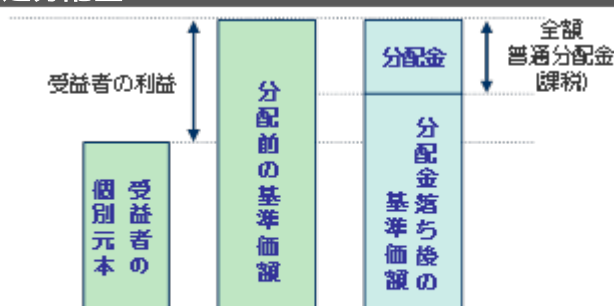 全額
普通分配金
(課税)
受益者の利益
分配金
分配前の基準価額
分配金落ち後の
基準価額
受益者の
個別元本